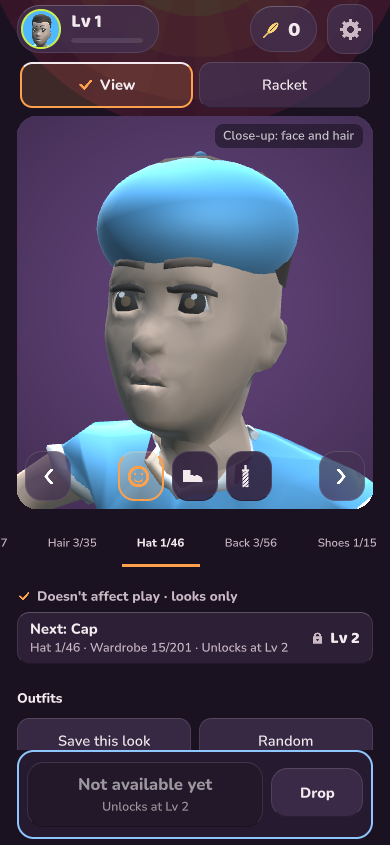 Lv 1
0
View
Racket
Close-up: face and hair
7
Hair 3/35
Hat 1/46
Back 3/56
Shoes 1/15
Doesn't affect play · looks only
Next: Cap
Hat 1/46 · Wardrobe 15/201 · Unlocks at Lv 2
Lv 2
Outfits
Save this look
Random
Not available yet
Unlocks at Lv 2
Drop